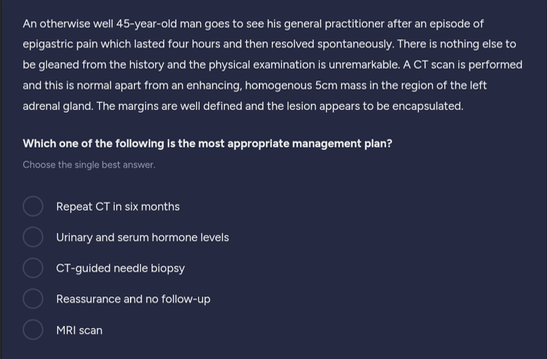 An otherwise well 45-year-old man goes to see his general practitioner after an episode of
epigastric pain which lasted four hours and then resolved spontaneously. There is nothing else to
be gleaned from the history and the physical examination is unremarkable. A CT scan is performed
and this is normal apart from an enhancing, homogenous 5cm mass in the region of the left
adrenal gland. The margins are well defined and the lesion appears to be encapsulated.
Which one of the following is the most appropriate management plan?
Choose the single best answer.
Repeat CT in six months
Urinary and serum hormone levels
CT-guided needle biopsy
Reassurance and no follow-up
MRI scan